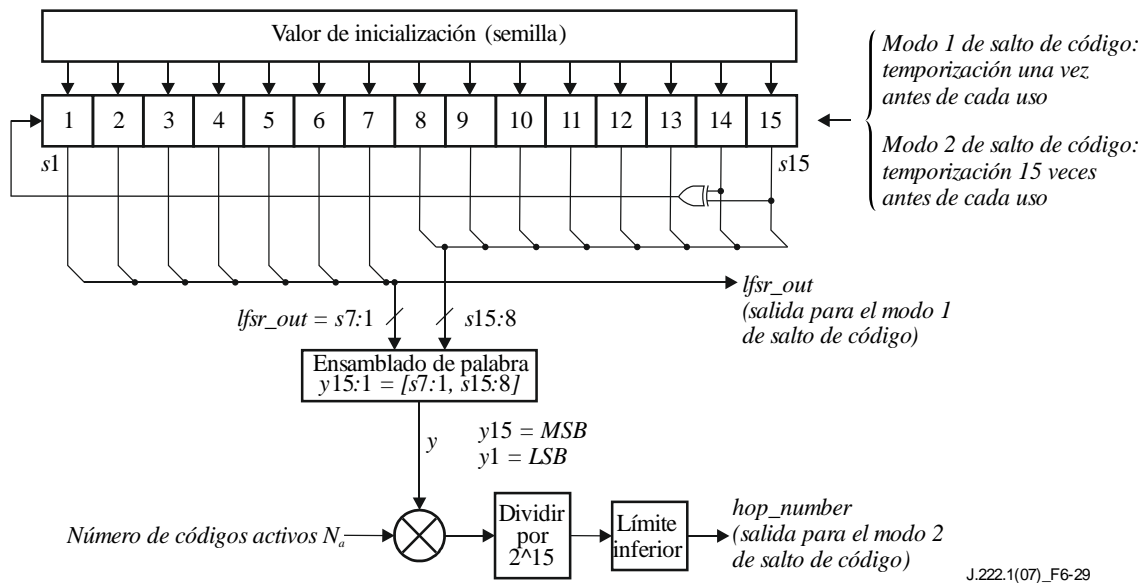 Valor de inicialización (semilla)
Modo 1 de salto de código:
temporización una vez
antes de cada uso
1 2 3 4 5 6 7 8 9 10 11 12 13 14 15
Modo 2 de salto de código:
temporización 15 veces
antes de cada uso
s1
s15
lfsr_out
(salida para el modo 1
de salto de código)
lfsr_out = s7:1
s15:8
Ensamblado de palabra
y15:1 = [s7:1, s15:8]
y
y15 = MSB
y1 = LSB
Número de códigos activos Na
Dividir
por
2^15
Límite
inferior
hop_number
(salida para el modo 2
de salto de código)
J.222.1(07)_F6-29